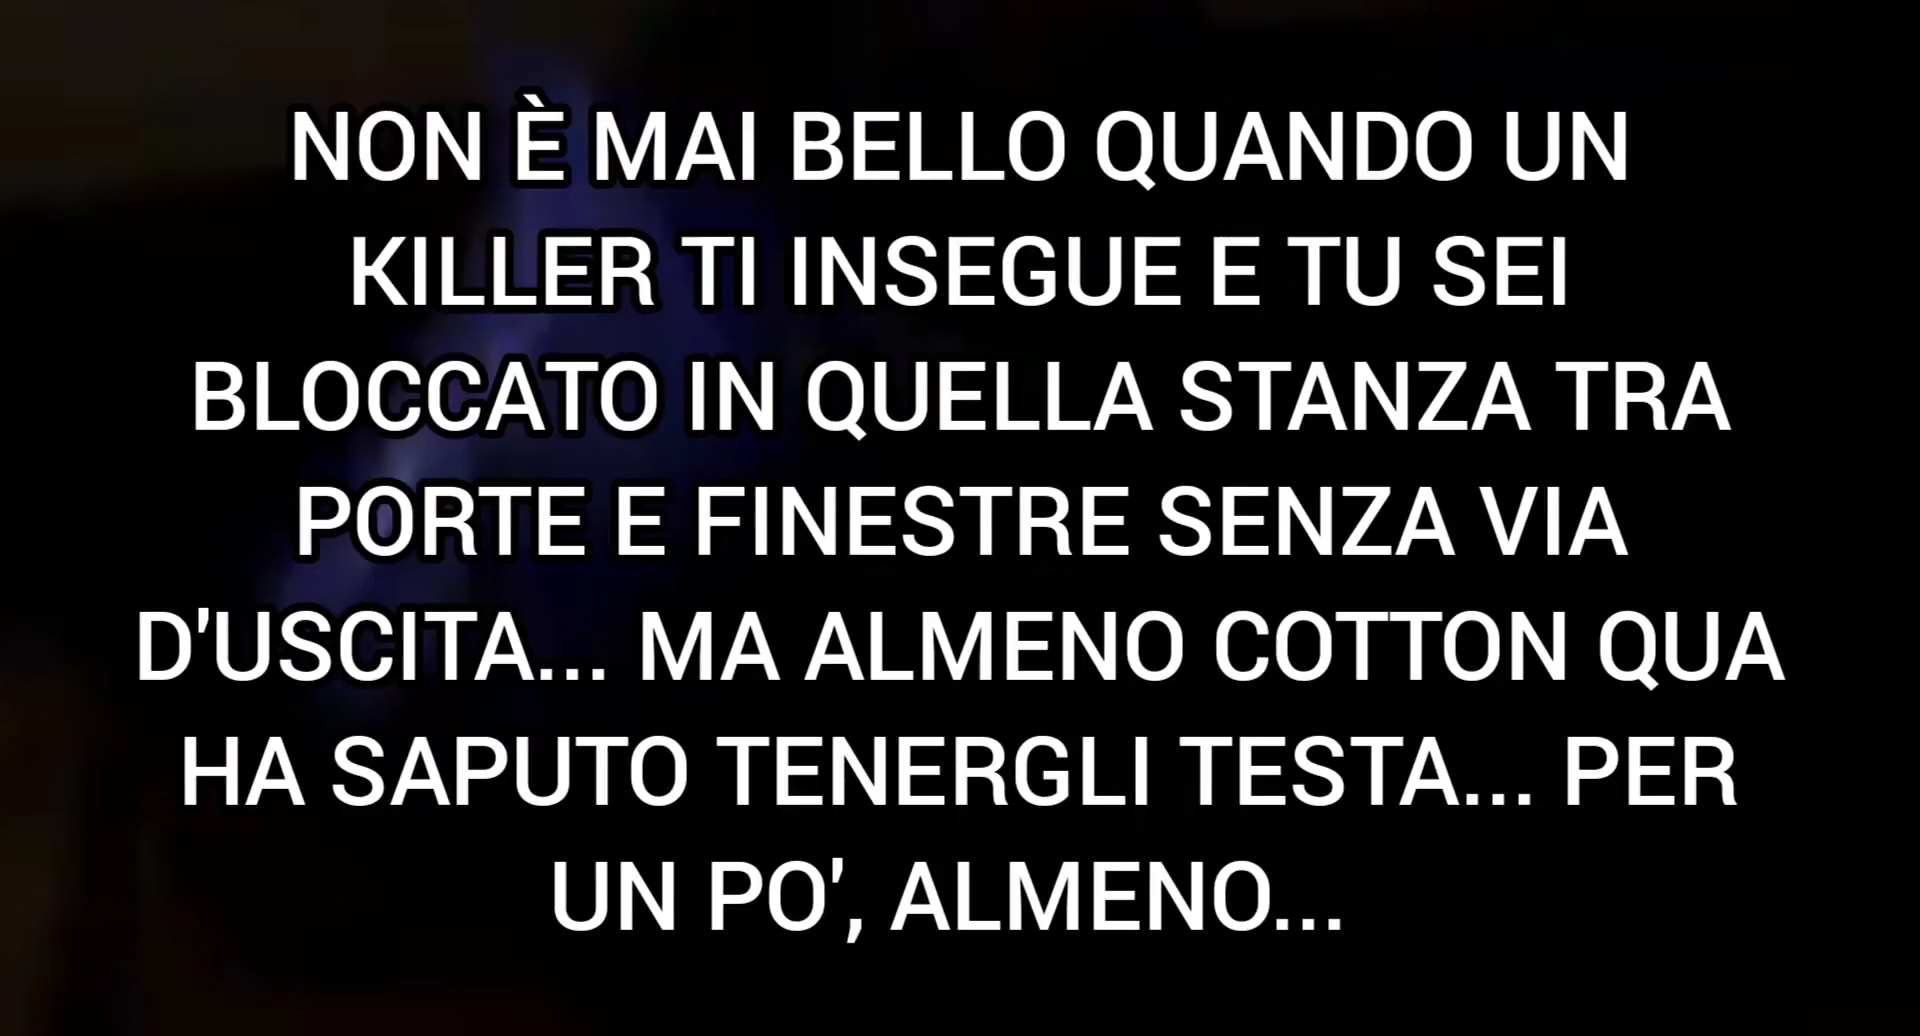 NON È MAI BELLO QUANDO UN
KILLER TI INSEGUE E TU SEI
BLOCCATO IN QUELLA STANZA TRA
PORTE E FINESTRE SENZA VIA
D'USCITA... MA ALMENO COTTON QUA
HA SAPUTO TENERGLI TESTA... PER
UN PO', ALMENO...